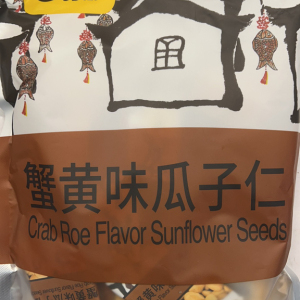 蟹黄味瓜子仁
Crab Roe Flavor Sunflower Seeds